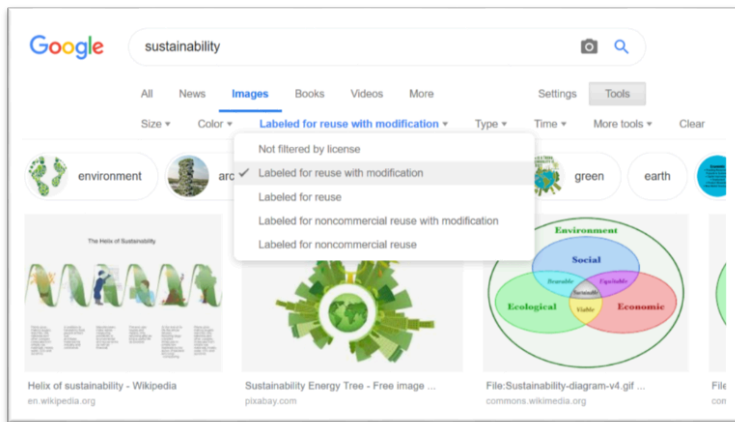 Google
sustainability
All News Images Books Videos More Settings Tools
Size Color Labeled for reuse with modification Type Time More tools Clear
Not filtered by license
environment
Labeled for reuse with modification
green
earth
Labeled for reuse
Labeled for noncommercial reuse with modification
Labeled for noncommercial reuse
The Helix of Sustainability
Environment
Social
Bearable
Equitable
Ecological
Economic
Viable
Helix of sustainability - Wikipedia
en.wikipedia.org
Sustainability Energy Tree - Free image ...
pixabay.com
File:Sustainability-diagram-v4.gif ...
commons.wikimedia.org